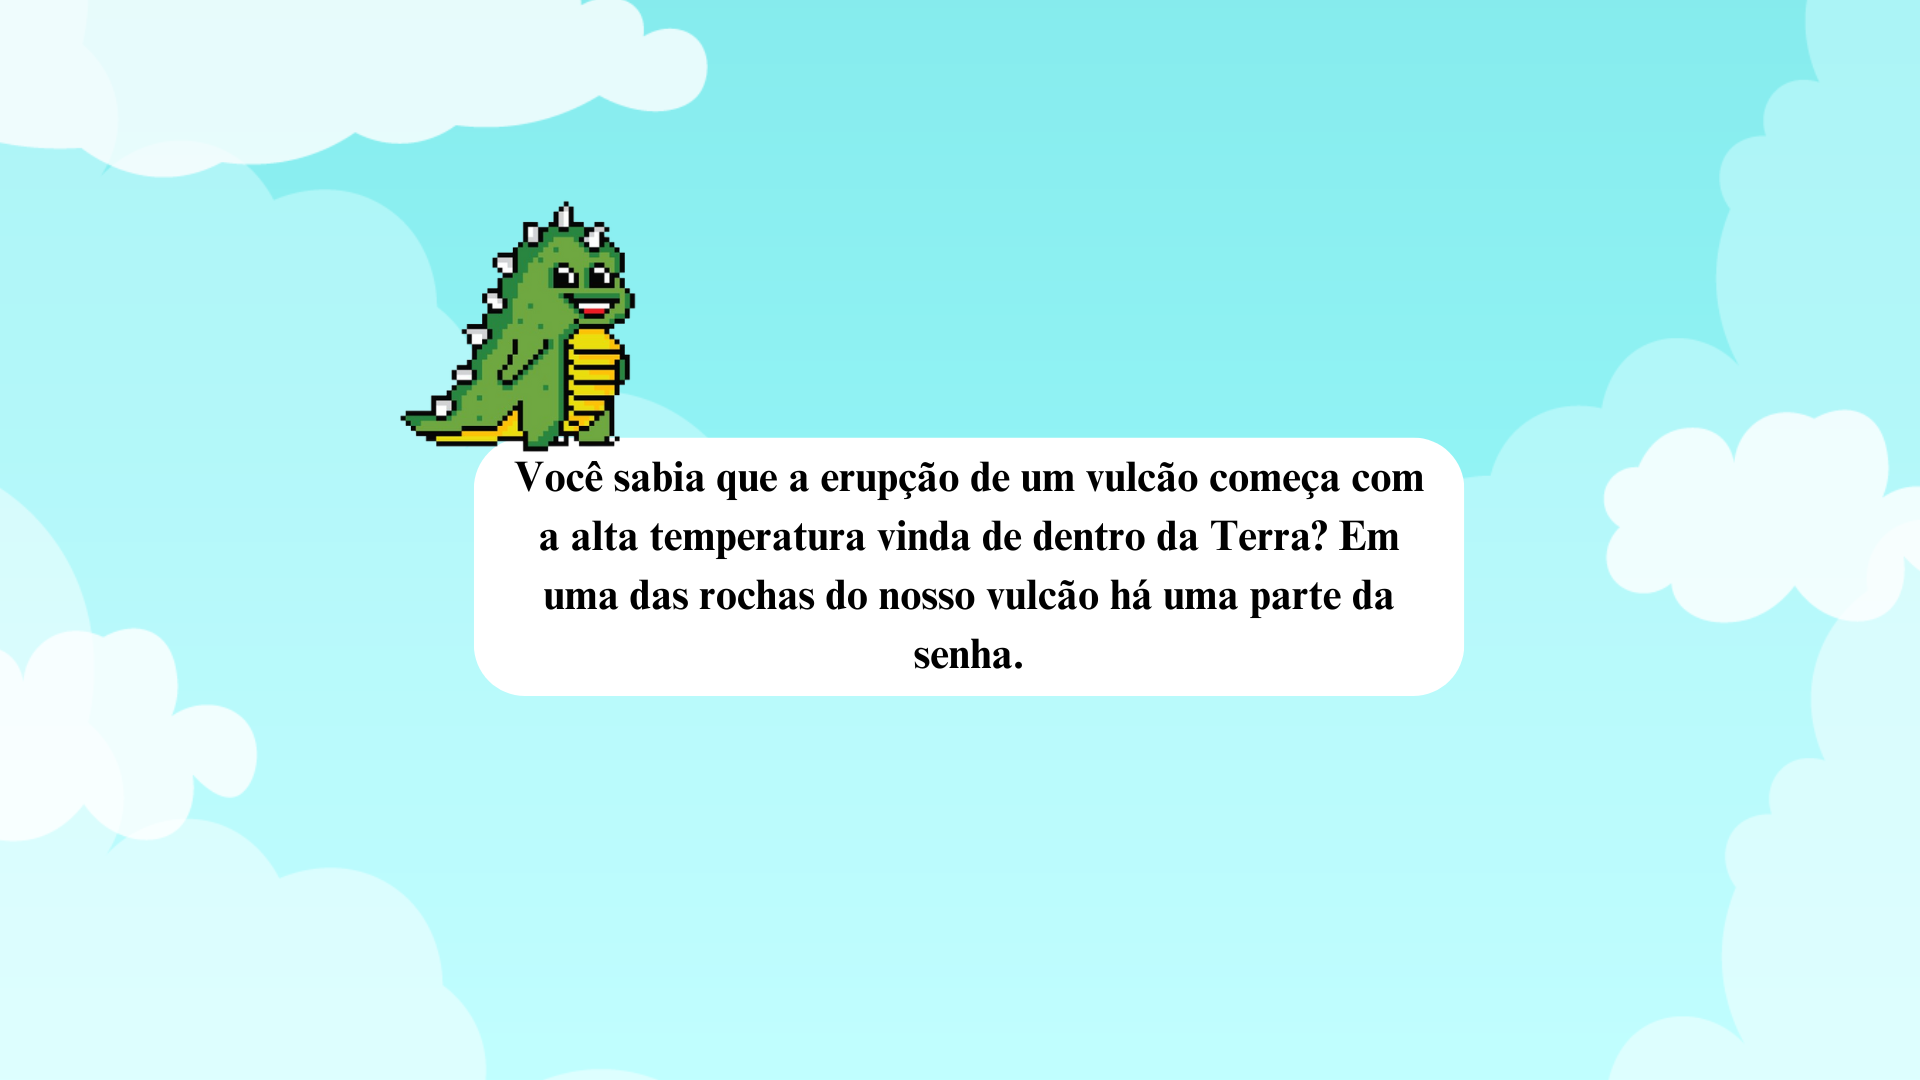 Você sabia que a erupção de um vulcão começa com
a alta temperatura vinda de dentro da Terra? Em
uma das rochas do nosso vulcão há uma parte da
senha.